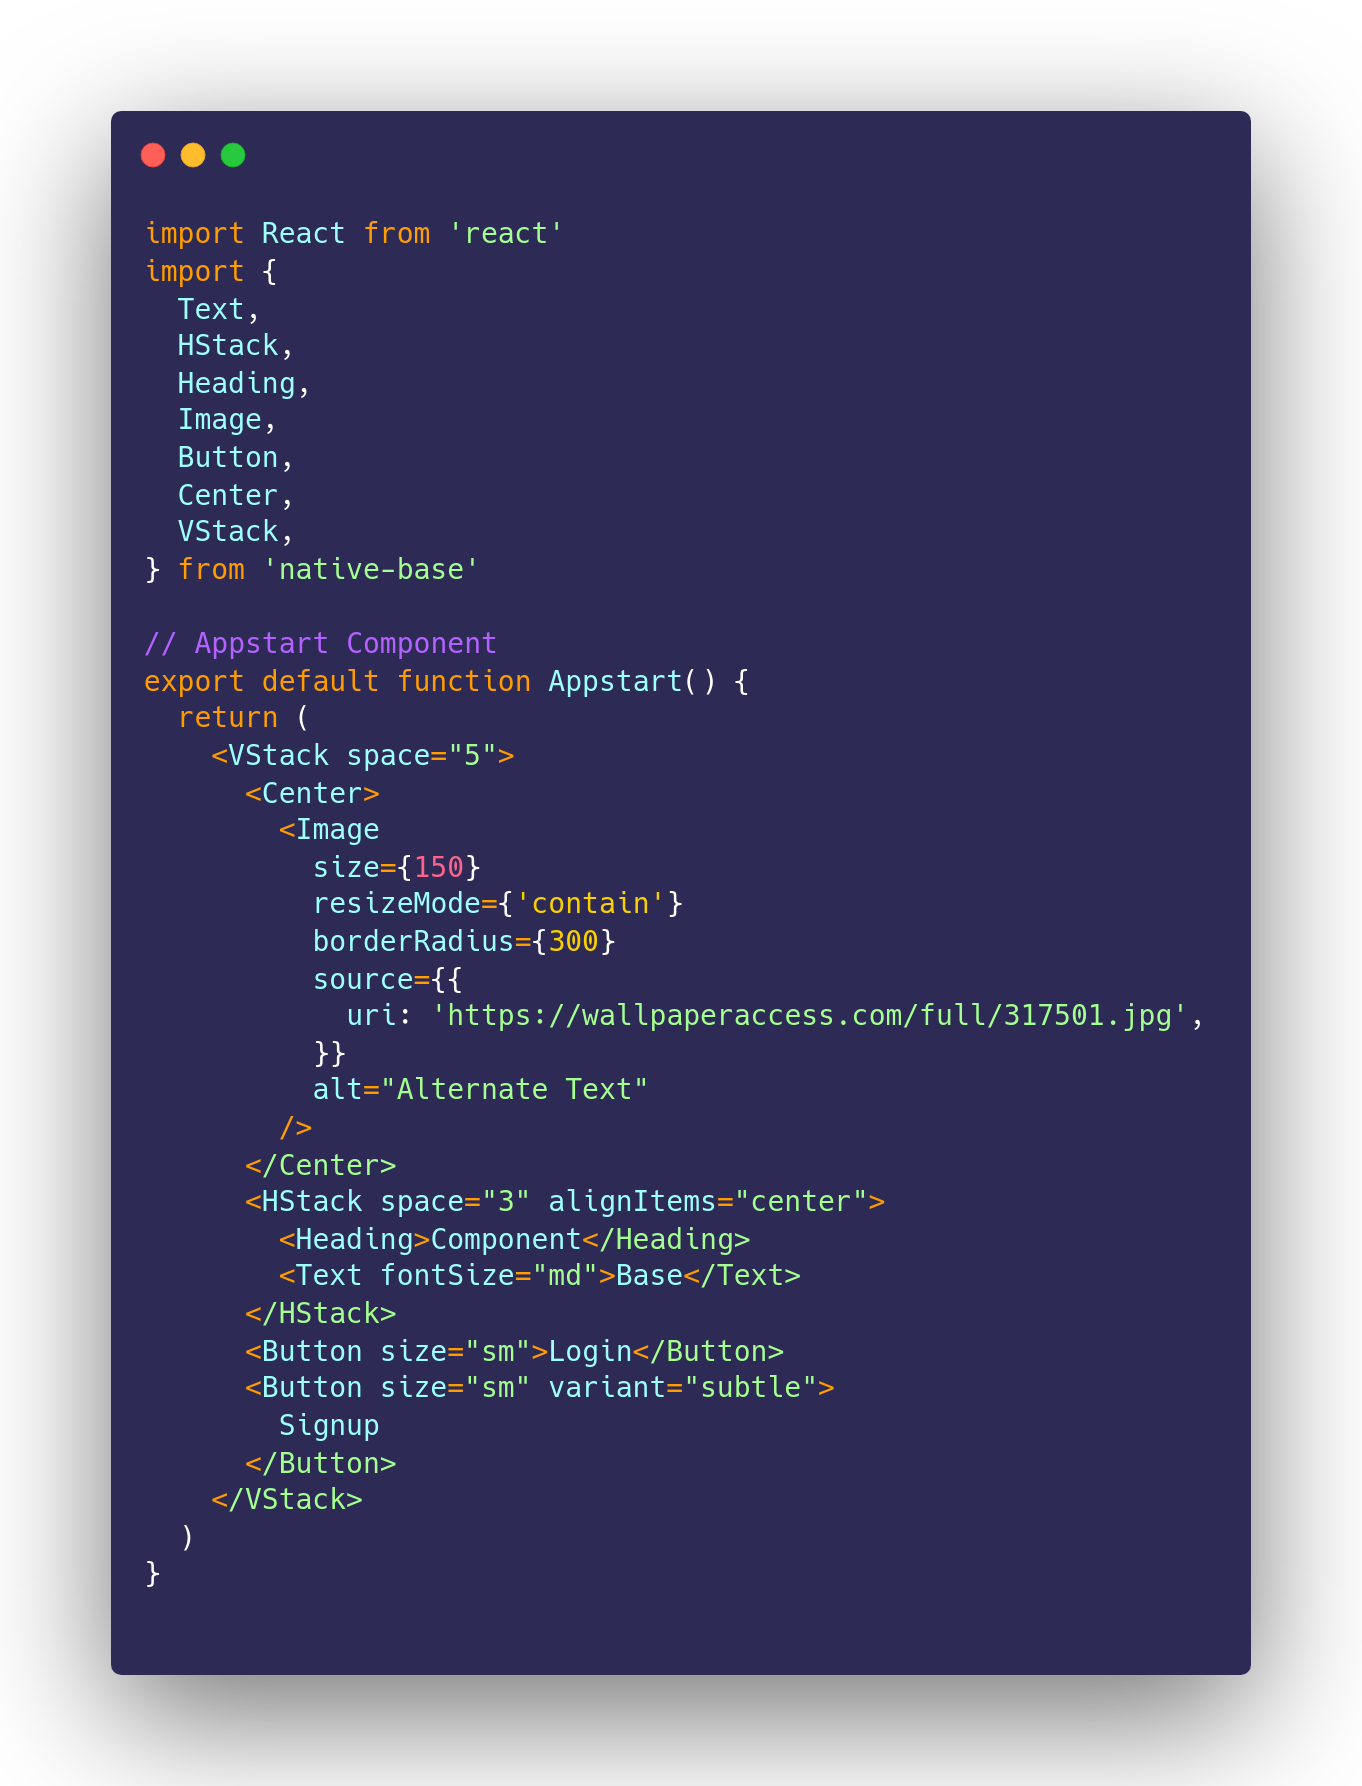 import React from 'react'
import {
  Text,
  HStack,
  Heading,
  Image,
  Button,
  Center,
  VStack,
} from 'native-base'

// Appstart Component
export default function Appstart() {
  return (
    <VStack space="5">
      <Center>
        <Image
          size={150}
          resizeMode={'contain'}
          borderRadius={300}
          source={{
            uri: 'https://wallpaperaccess.com/full/317501.jpg',
          }}
          alt="Alternate Text"
        />
      </Center>
      <HStack space="3" alignItems="center">
        <Heading>Component</Heading>
        <Text fontSize="md">Base</Text>
      </HStack>
      <Button size="sm">Login</Button>
      <Button size="sm" variant="subtle">
        Signup
      </Button>
    </VStack>
  )
}